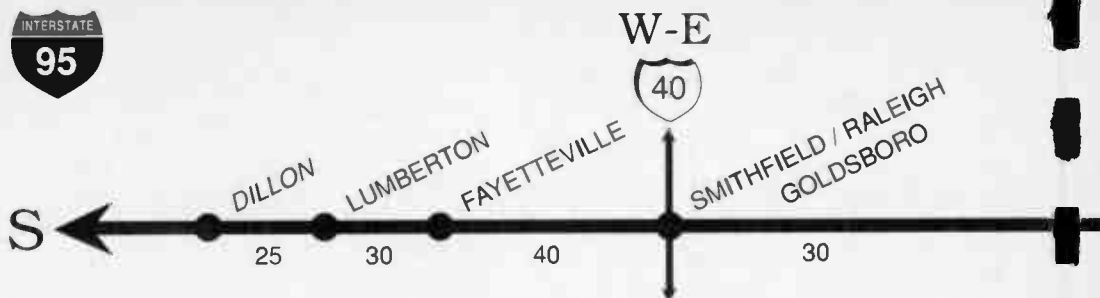 INTERSTATE
95
W-E
40
DILLON
LUMBERTON
FAYETTEVILLE
SMITHFIELD / RALEIGH
GOLDSBORO
S
25
30
40
30